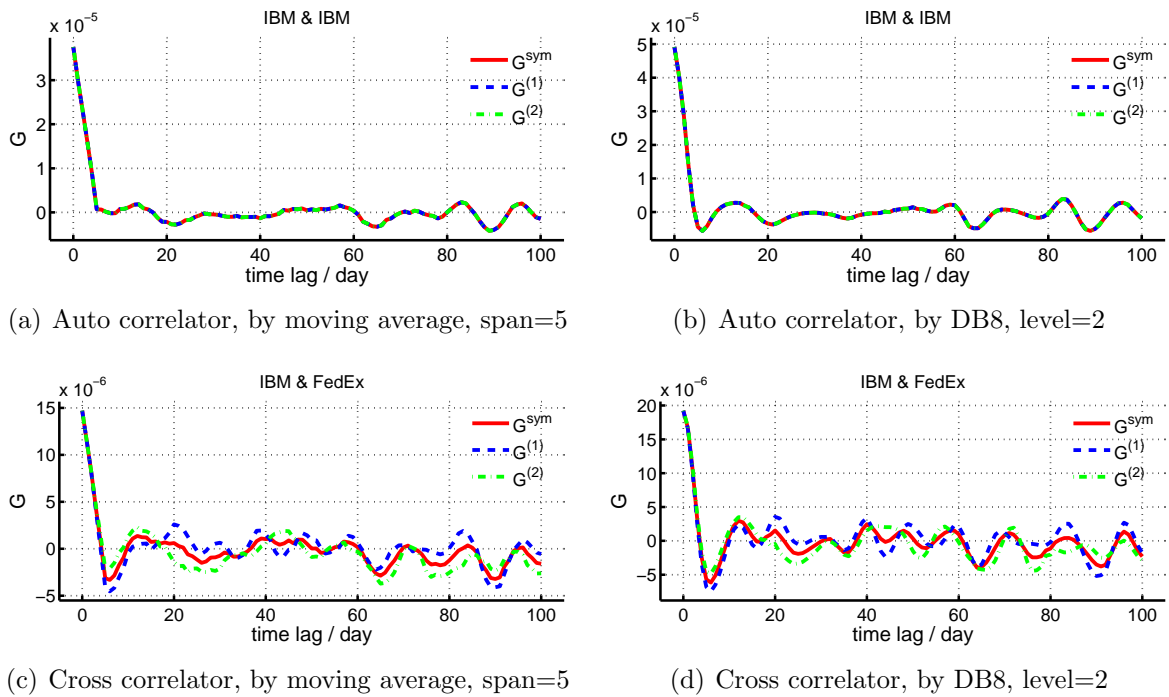 x 10⁻⁵
IBM & IBM
G
3
2
1
0
Gsym
G(1)
G(2)
0 20 40 60 80 100
time lag / day
(a) Auto correlator, by moving average, span=5
x 10⁻⁵
IBM & IBM
G
5
4
3
2
1
0
Gsym
G(1)
G(2)
0 20 40 60 80 100
time lag / day
(b) Auto correlator, by DB8, level=2
x 10⁻⁶
IBM & FedEx
G
15
10
5
0
−5
Gsym
G(1)
G(2)
0 20 40 60 80 100
time lag / day
(c) Cross correlator, by moving average, span=5
x 10⁻⁶
IBM & FedEx
G
20
15
10
5
0
−5
Gsym
G(1)
G(2)
0 20 40 60 80 100
time lag / day
(d) Cross correlator, by DB8, level=2